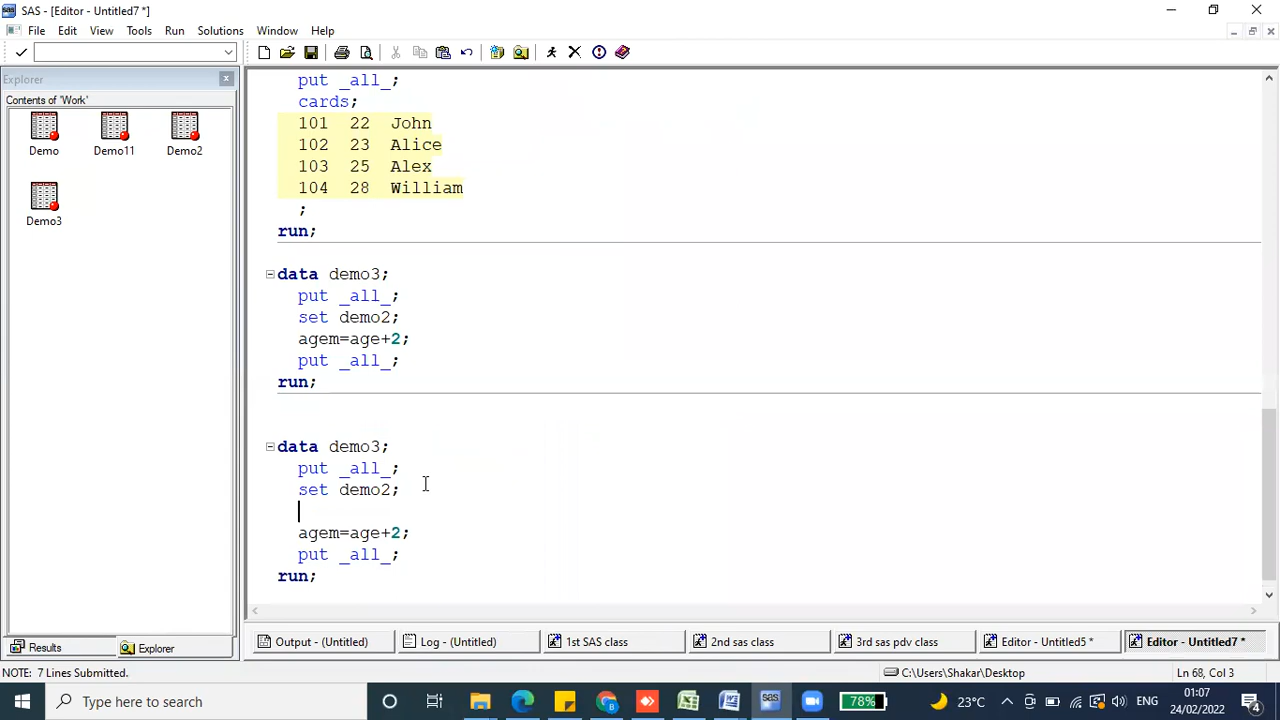 SAS - [Editor - Untitled7 *]
File Edit View Tools Run Solutions Window Help
Explorer
Contents of 'Work'
Demo Demo11 Demo2
Demo3
put _all_;
cards;
101 22 John
102 23 Alice
103 25 Alex
104 28 William
;
run;
data demo3;
put _all_;
set demo2;
agem=age+2;
put _all_;
run;
data demo3;
put _all_;
set demo2;
agem=age+2;
put _all_;
run;
Results Explorer
Output - (Untitled) Log - (Untitled) 1st SAS class 2nd sas class 3rd sas pdv class Editor - Untitled5 * Editor - Untitled7 *
NOTE: 7 Lines Submitted. C:\Users\Shakar\Desktop Ln 68, Col 3
Type here to search 78% 23°C ENG 01:07
24/02/2022 4